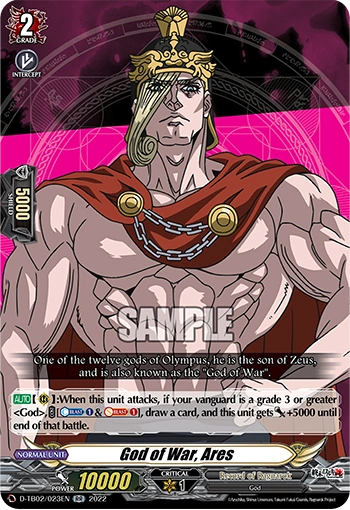 2
GRADE
INTERCEPT
5000
SHIELD
SAMPLE
One of the twelve gods of Olympus, he is the son of Zeus,
and is also known as the "God of War".
AUTO [ ]:When this unit attacks, if your vanguard is a grade 3 or greater
<God>, [BLAST 1 & BLAST 1], draw a card, and this unit gets +5000 until
end of that battle.
NORMAL UNIT
God of War, Ares
POWER 10000
CRITICAL
1
Record of Ragnarok
God
D-TB02/023EN RR 2022